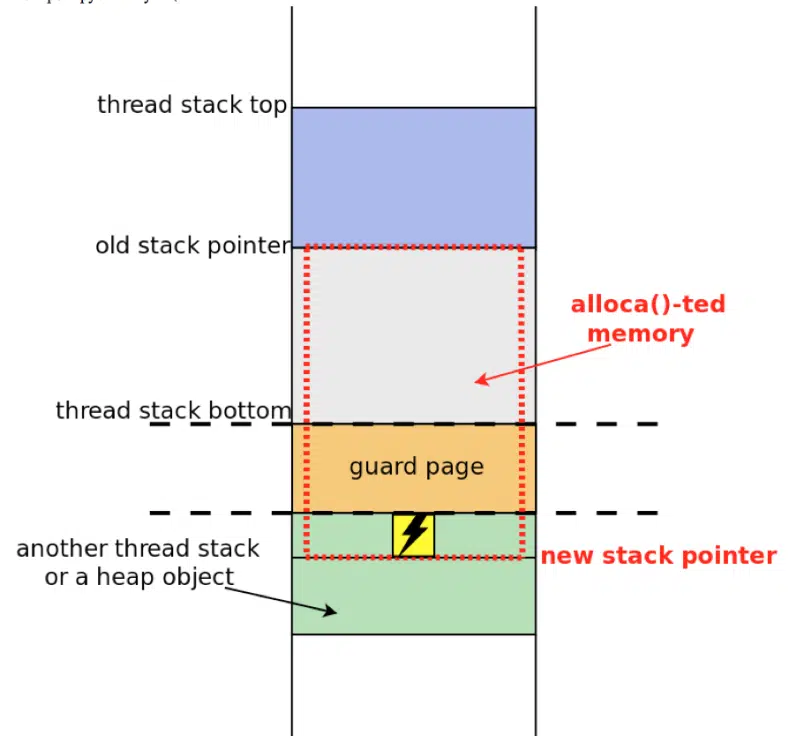 thread stack top
old stack pointer
alloca()-ted
memory
thread stack bottom
guard page
another thread stack
or a heap object
new stack pointer